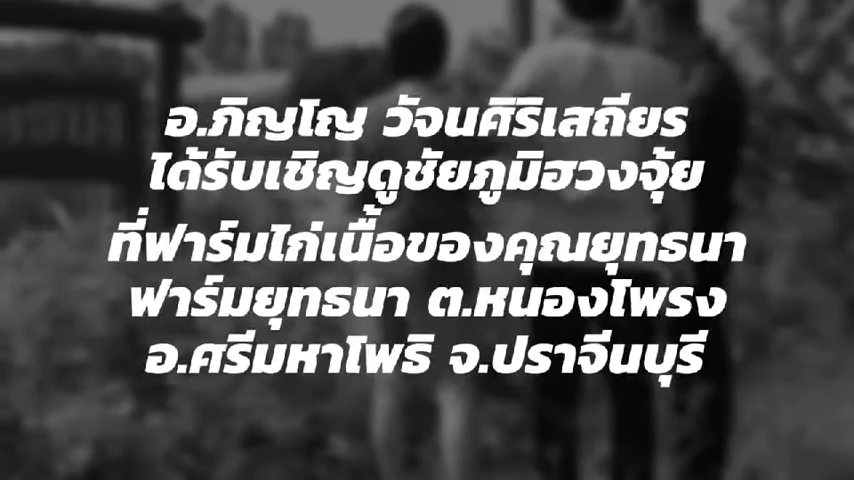 อ.ภิญโญ วัจนศิริเสถียร
ได้รับเชิญดูชัยภูมิฮวงจุ้ย
ที่ฟาร์มไก่เนื้อของคุณยุทธนา
ฟาร์มยุทธนา ต.หนองโพรง
อ.ศรีมหาโพธิ จ.ปราจีนบุรี